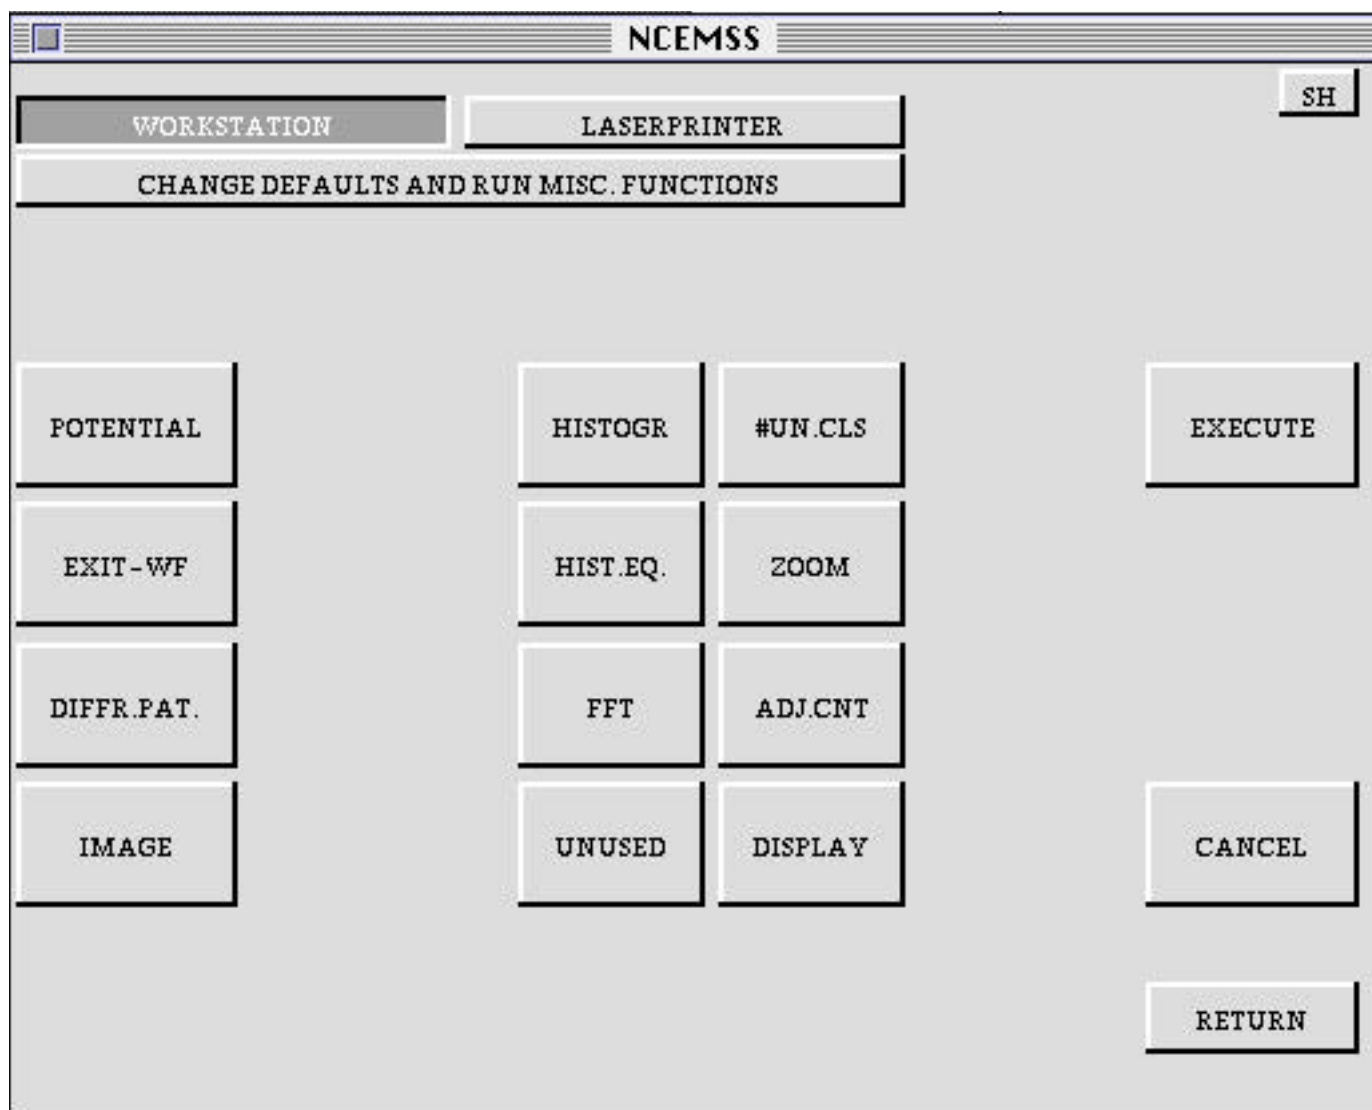 NCEMSS
SH
WORKSTATION LASERPRINTER
CHANGE DEFAULTS AND RUN MISC. FUNCTIONS
POTENTIAL HISTOGR #UN.CLS EXECUTE
EXIT-WF HIST.EQ. ZOOM
DIFFR.PAT. FFT ADJ.CNT
IMAGE UNUSED DISPLAY CANCEL
RETURN